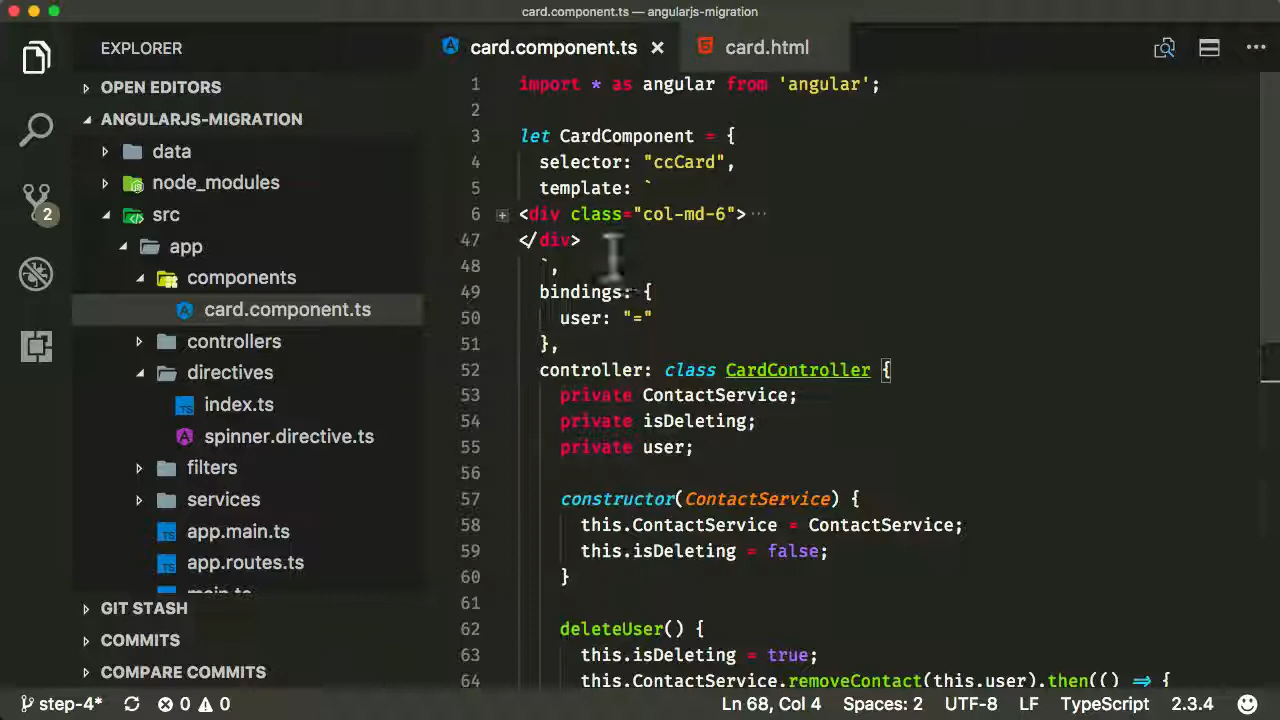 card.component.ts — angularjs-migration
EXPLORER
OPEN EDITORS
ANGULARJS-MIGRATION
data
node_modules
src
app
components
card.component.ts
controllers
directives
index.ts
spinner.directive.ts
filters
services
app.main.ts
app.routes.ts
main.ts
GIT STASH
COMMITS
COMPARE COMMITS
2
card.component.ts
card.html
1 import * as angular from 'angular';
2
3 let CardComponent = {
4 selector: "ccCard",
5 template: `
6 <div class="col-md-6">···
47 </div>
48 `,
49 bindings: {
50 user: "="
51 },
52 controller: class CardController {
53 private ContactService;
54 private isDeleting;
55 private user;
56
57 constructor(ContactService) {
58 this.ContactService = ContactService;
59 this.isDeleting = false;
60 }
61
62 deleteUser() {
63 this.isDeleting = true;
64 this.ContactService.removeContact(this.user).then(() => {
step-4* 0 0 Ln 68, Col 4 Spaces: 2 UTF-8 LF TypeScript 2.3.4